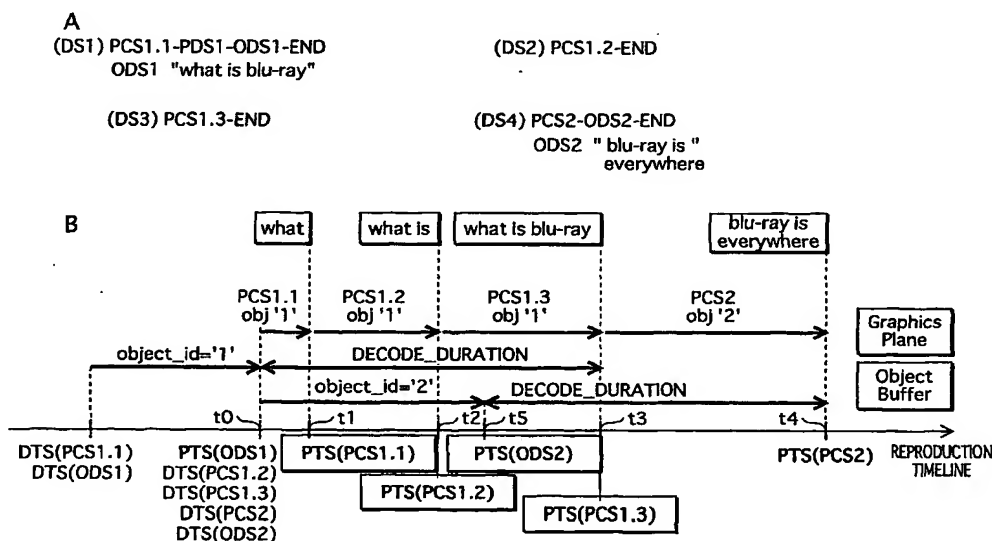 A
(DS1) PCS1.1-PDS1-ODS1-END
ODS1 "what is blu-ray"
(DS2) PCS1.2-END
(DS3) PCS1.3-END
(DS4) PCS2-ODS2-END
ODS2 " blu-ray is "
everywhere
B
what
what is
what is blu-ray
blu-ray is
everywhere
PCS1.1
obj '1'
PCS1.2
obj '1'
PCS1.3
obj '1'
PCS2
obj '2'
Graphics
Plane
object_id='1'
DECODE_DURATION
object_id='2'
DECODE_DURATION
Object
Buffer
t0
t1
t2
t5
t3
t4
DTS(PCS1.1)
DTS(ODS1)
PTS(ODS1)
DTS(PCS1.2)
DTS(PCS1.3)
DTS(PCS2)
DTS(ODS2)
PTS(PCS1.1)
PTS(PCS1.2)
PTS(ODS2)
PTS(PCS1.3)
PTS(PCS2)
REPRODUCTION
TIMELINE